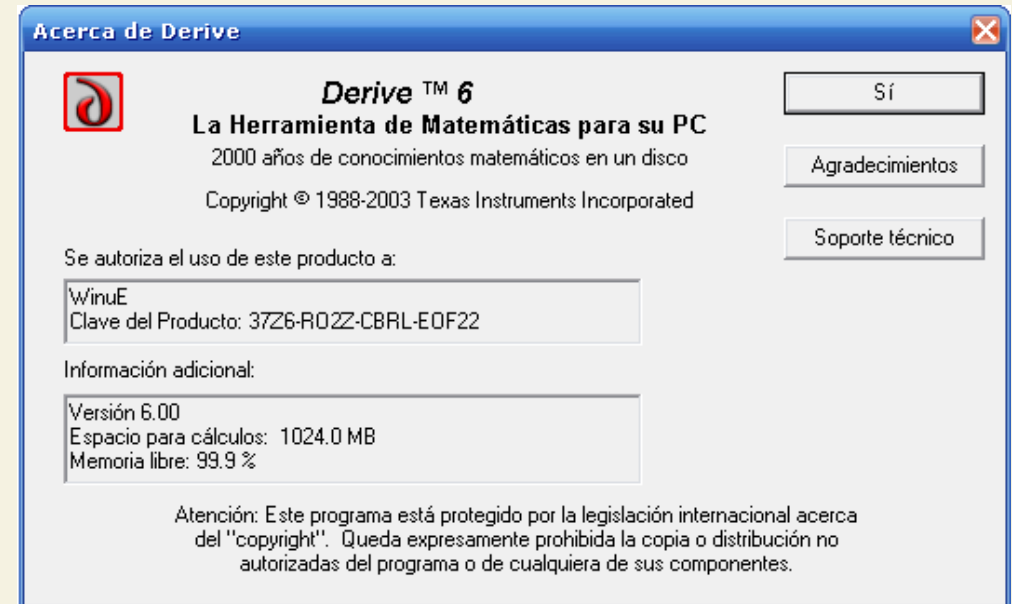 Acerca de Derive
Derive ™ 6
La Herramienta de Matemáticas para su PC
2000 años de conocimientos matemáticos en un disco
Copyright © 1988-2003 Texas Instruments Incorporated
Sí
Agradecimientos
Soporte técnico
Se autoriza el uso de este producto a:
WinuE
Clave del Producto: 37Z6-RO2Z-CBRL-EOF22
Información adicional:
Versión 6.00
Espacio para cálculos: 1024.0 MB
Memoria libre: 99.9 %
Atención: Este programa está protegido por la legislación internacional acerca
del "copyright". Queda expresamente prohibida la copia o distribución no
autorizadas del programa o de cualquiera de sus componentes.